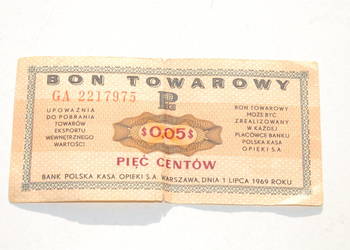 BON TOWAROWY
GA 2217975
UPOWAŻNIA
DO POBRANIA
TOWARÓW
EKSPORTU
WEWNĘTRZNEGO
WARTOŚCI
$0,05$
BON TOWAROWY
MOŻE BYĆ
ZREALIZOWANY
W KAŻDEJ
PLACÓWCE BANKU
POLSKA KASA
OPIEKI S.A.
PIĘĆ CENTÓW
BANK POLSKA KASA OPIEKI S.A. WARSZAWA, DNIA 1 LIPCA 1969 ROKU